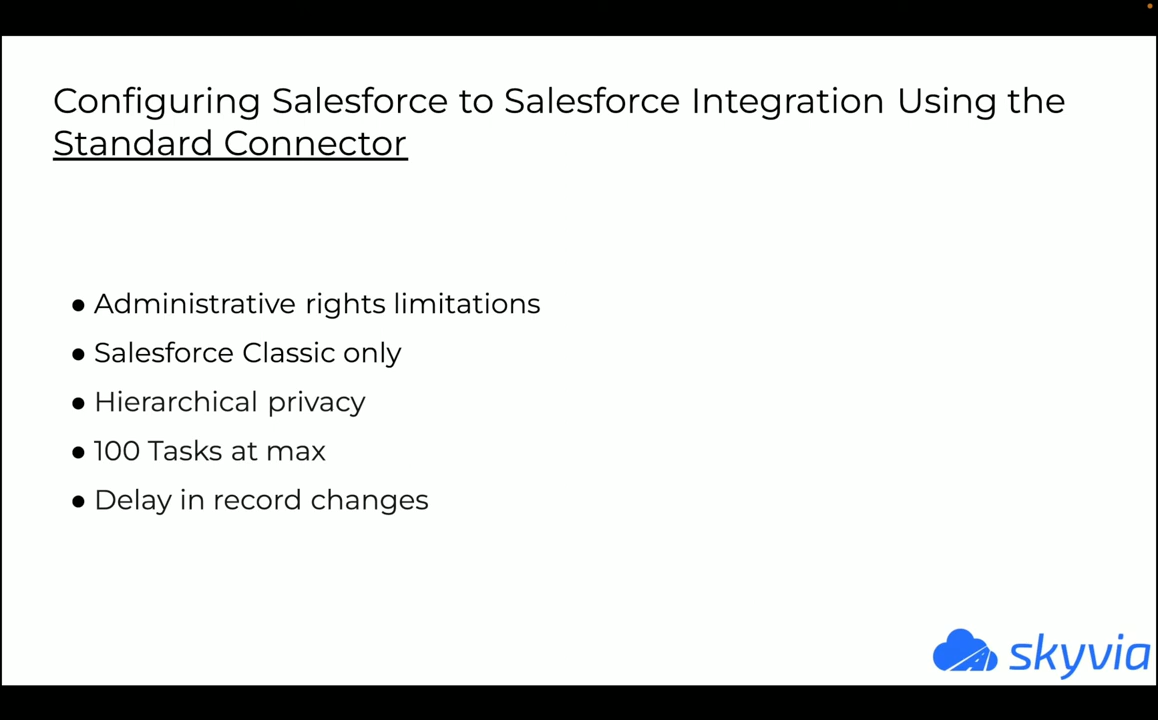 Configuring Salesforce to Salesforce Integration Using the
Standard Connector
● Administrative rights limitations
● Salesforce Classic only
● Hierarchical privacy
● 100 Tasks at max
● Delay in record changes
skyvia